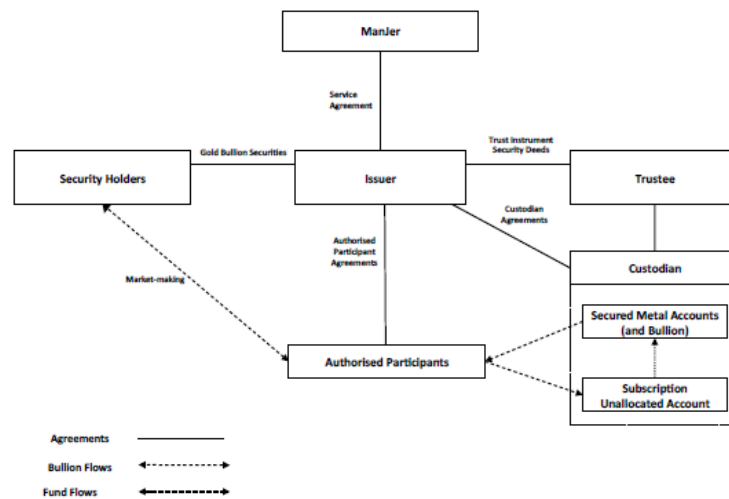 ManJer
Service
Agreement
Gold Bullion Securities
Trust Instrument
Security Deeds
Security Holders
Issuer
Trustee
Custodian
Agreements
Authorised
Participant
Agreements
Custodian
Market-making
Secured Metal Accounts
(and Bullion)
Authorised Participants
Subscription
Unallocated Account
Agreements
Bullion Flows
Fund Flows